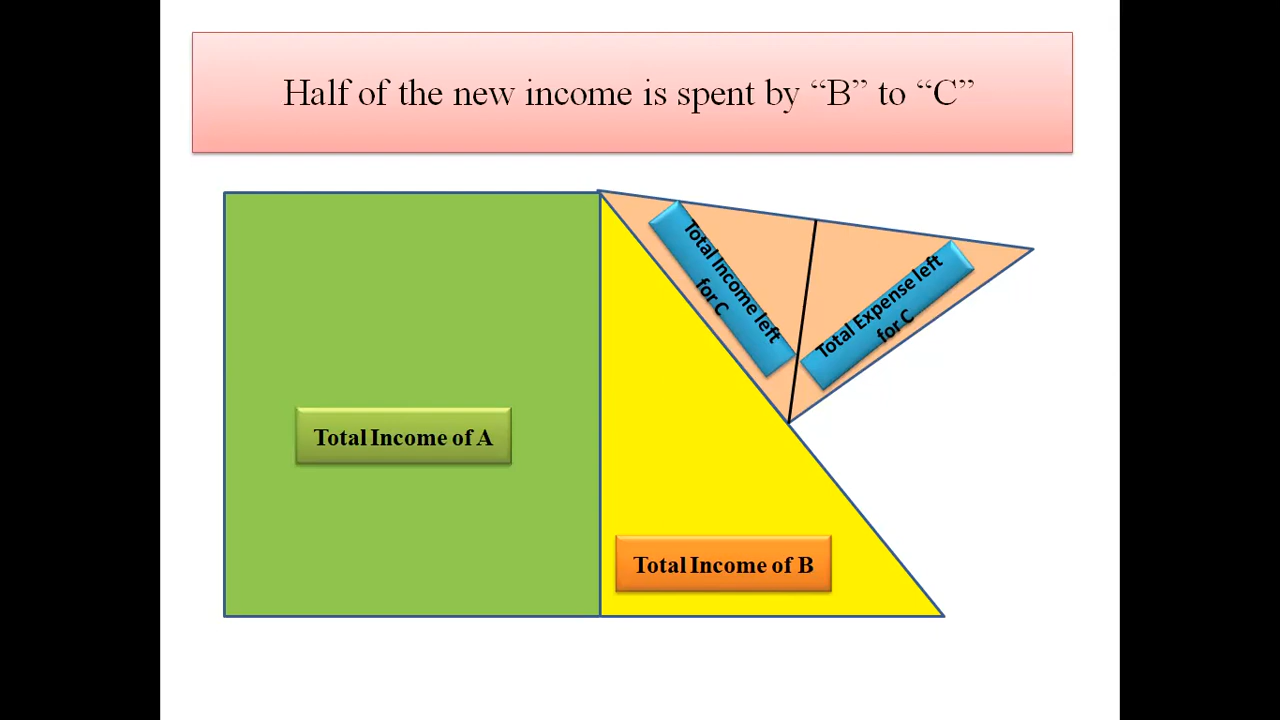 Half of the new income is spent by “B” to “C”
Total Income left
for C
Total Expense left
for C
Total Income of A
Total Income of B